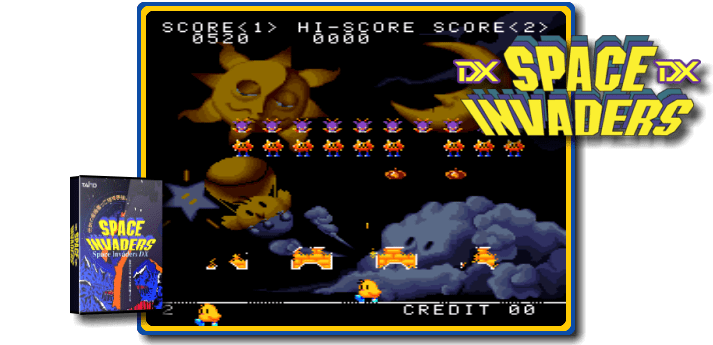 SCORE<1> HI-SCORE SCORE<2>
0520 0000
DX SPACE DX
INVADERS
TAITO
SPACE
INVADERS
Space Invaders DX
2 CREDIT 00